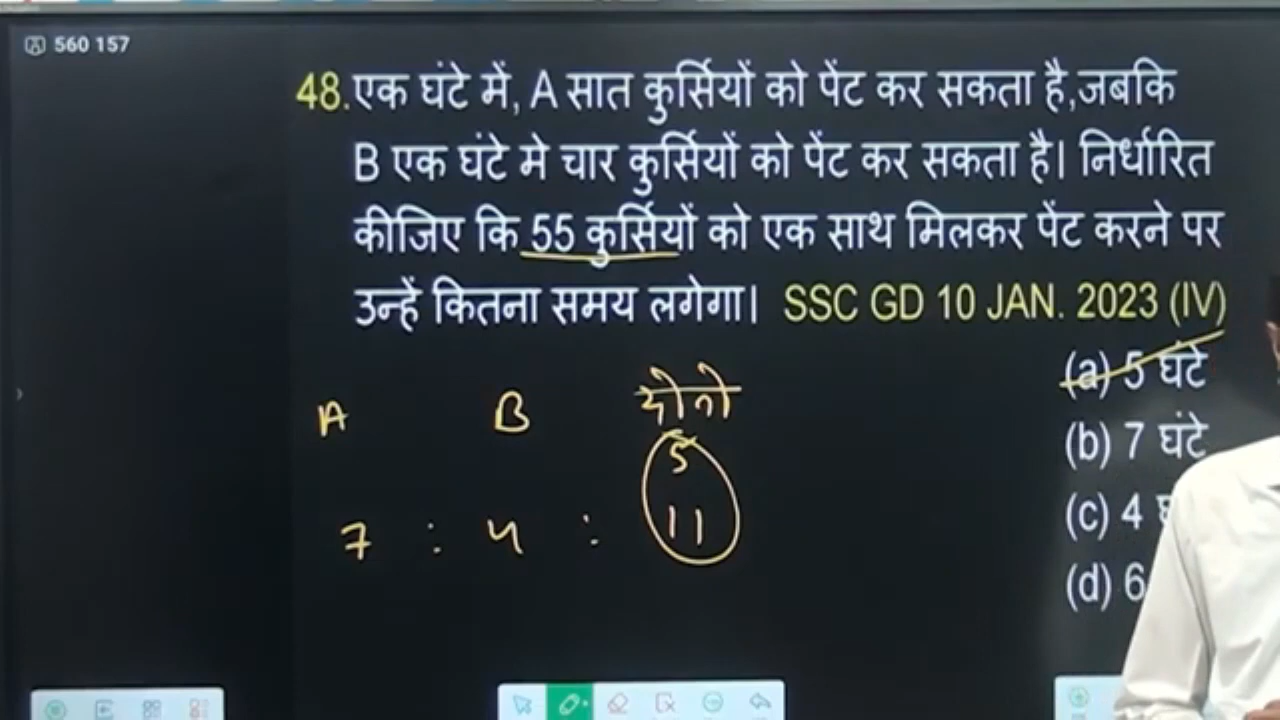 560 157
48.एक घंटे में, A सात कुर्सियों को पेंट कर सकता है,जबकि
B एक घंटे मे चार कुर्सियों को पेंट कर सकता है। निर्धारित
कीजिए कि 55 कुर्सियों को एक साथ मिलकर पेंट करने पर
उन्हें कितना समय लगेगा। SSC GD 10 JAN. 2023 (IV)
(a) 5 घंटे
(b) 7 घंटे
(c) 4
(d) 6
A B दोनो
5
7 : 4 : 11